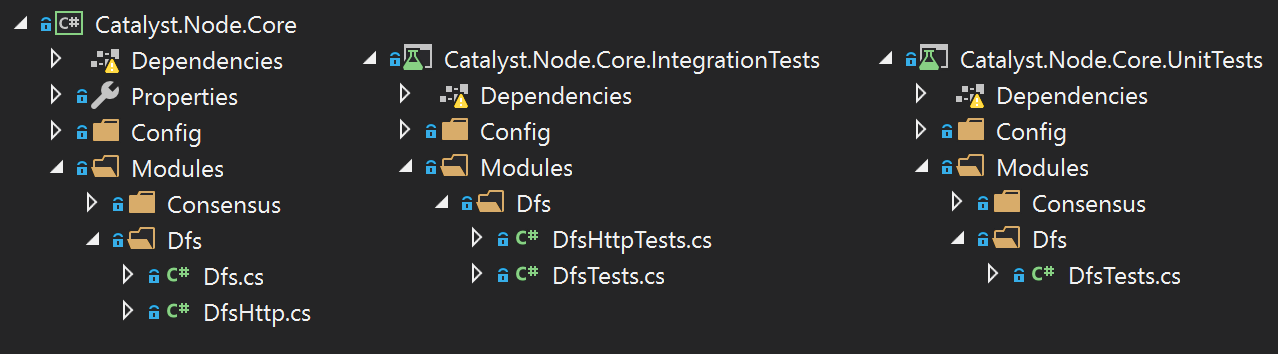 C# Catalyst.Node.Core
Dependencies
Properties
Config
Modules
Consensus
Dfs
C# Dfs.cs
C# DfsHttp.cs
Catalyst.Node.Core.IntegrationTests
Dependencies
Config
Modules
Dfs
C# DfsHttpTests.cs
C# DfsTests.cs
Catalyst.Node.Core.UnitTests
Dependencies
Config
Modules
Consensus
Dfs
C# DfsTests.cs